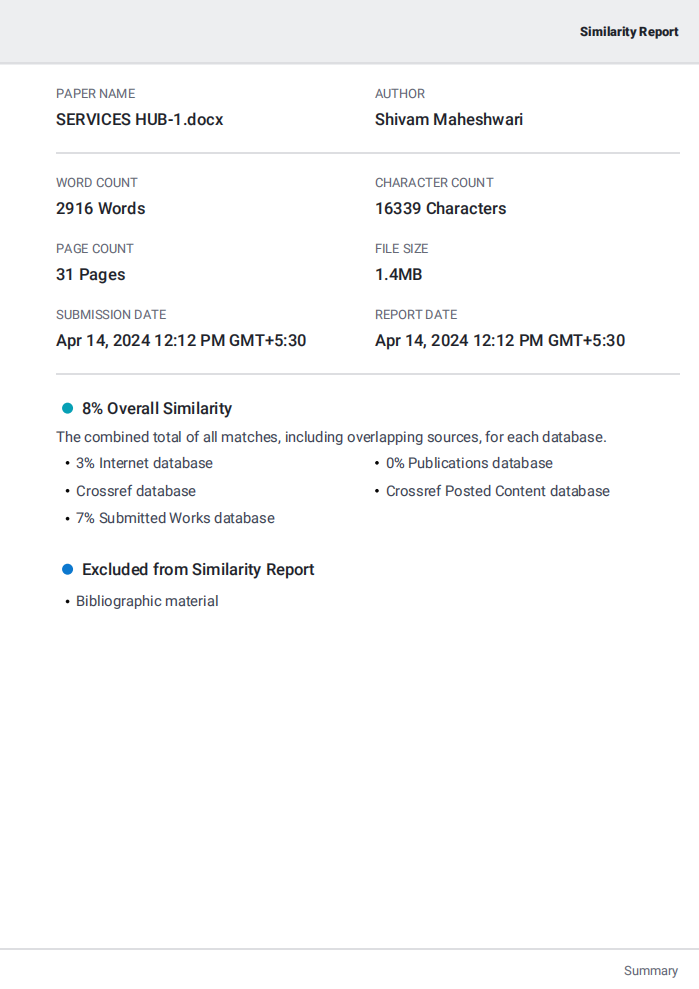 Similarity Report
PAPER NAME
AUTHOR
SERVICES HUB-1.docx
Shivam Maheshwari
WORD COUNT
CHARACTER COUNT
2916 Words
16339 Characters
PAGE COUNT
FILE SIZE
31 Pages
1.4MB
SUBMISSION DATE
REPORT DATE
Apr 14, 2024 12:12 PM GMT+5:30
Apr 14, 2024 12:12 PM GMT+5:30
8% Overall Similarity
The combined total of all matches, including overlapping sources, for each database.
• 3% Internet database
• 0% Publications database
• Crossref database
• Crossref Posted Content database
• 7% Submitted Works database
Excluded from Similarity Report
• Bibliographic material
Summary